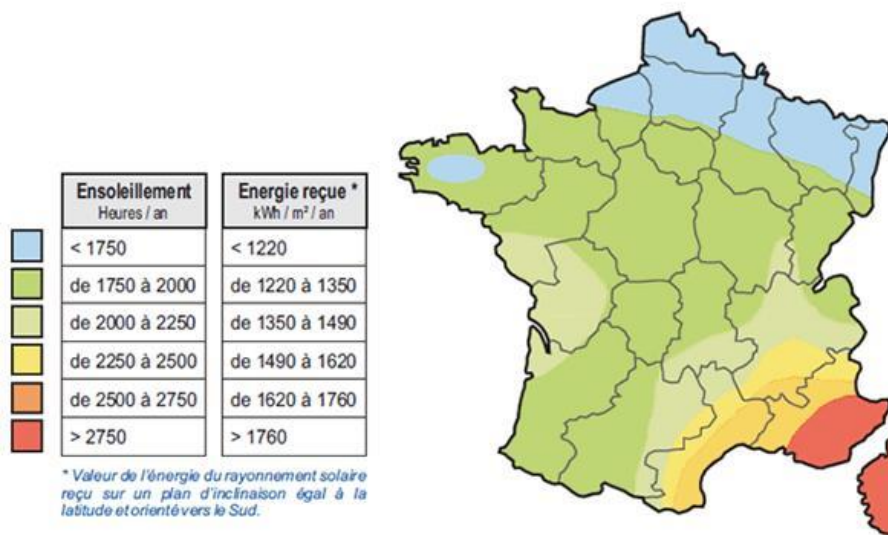 Ensoleillement
Heures / an
Energie reçue *
kWh / m² / an
< 1750
< 1220
de 1750 à 2000
de 1220 à 1350
de 2000 à 2250
de 1350 à 1490
de 2250 à 2500
de 1490 à 1620
de 2500 à 2750
de 1620 à 1760
> 2750
> 1760
* Valeur de l'énergie du rayonnement solaire
reçu sur un plan d'inclinaison égal à la
latitude et orienté vers le Sud.